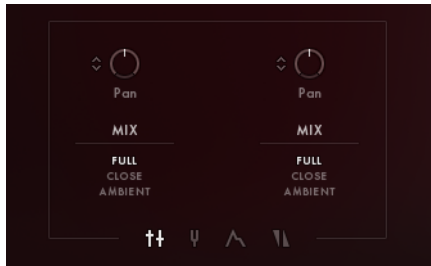 Pan Pan
MIX MIX
FULL FULL
CLOSE CLOSE
AMBIENT AMBIENT